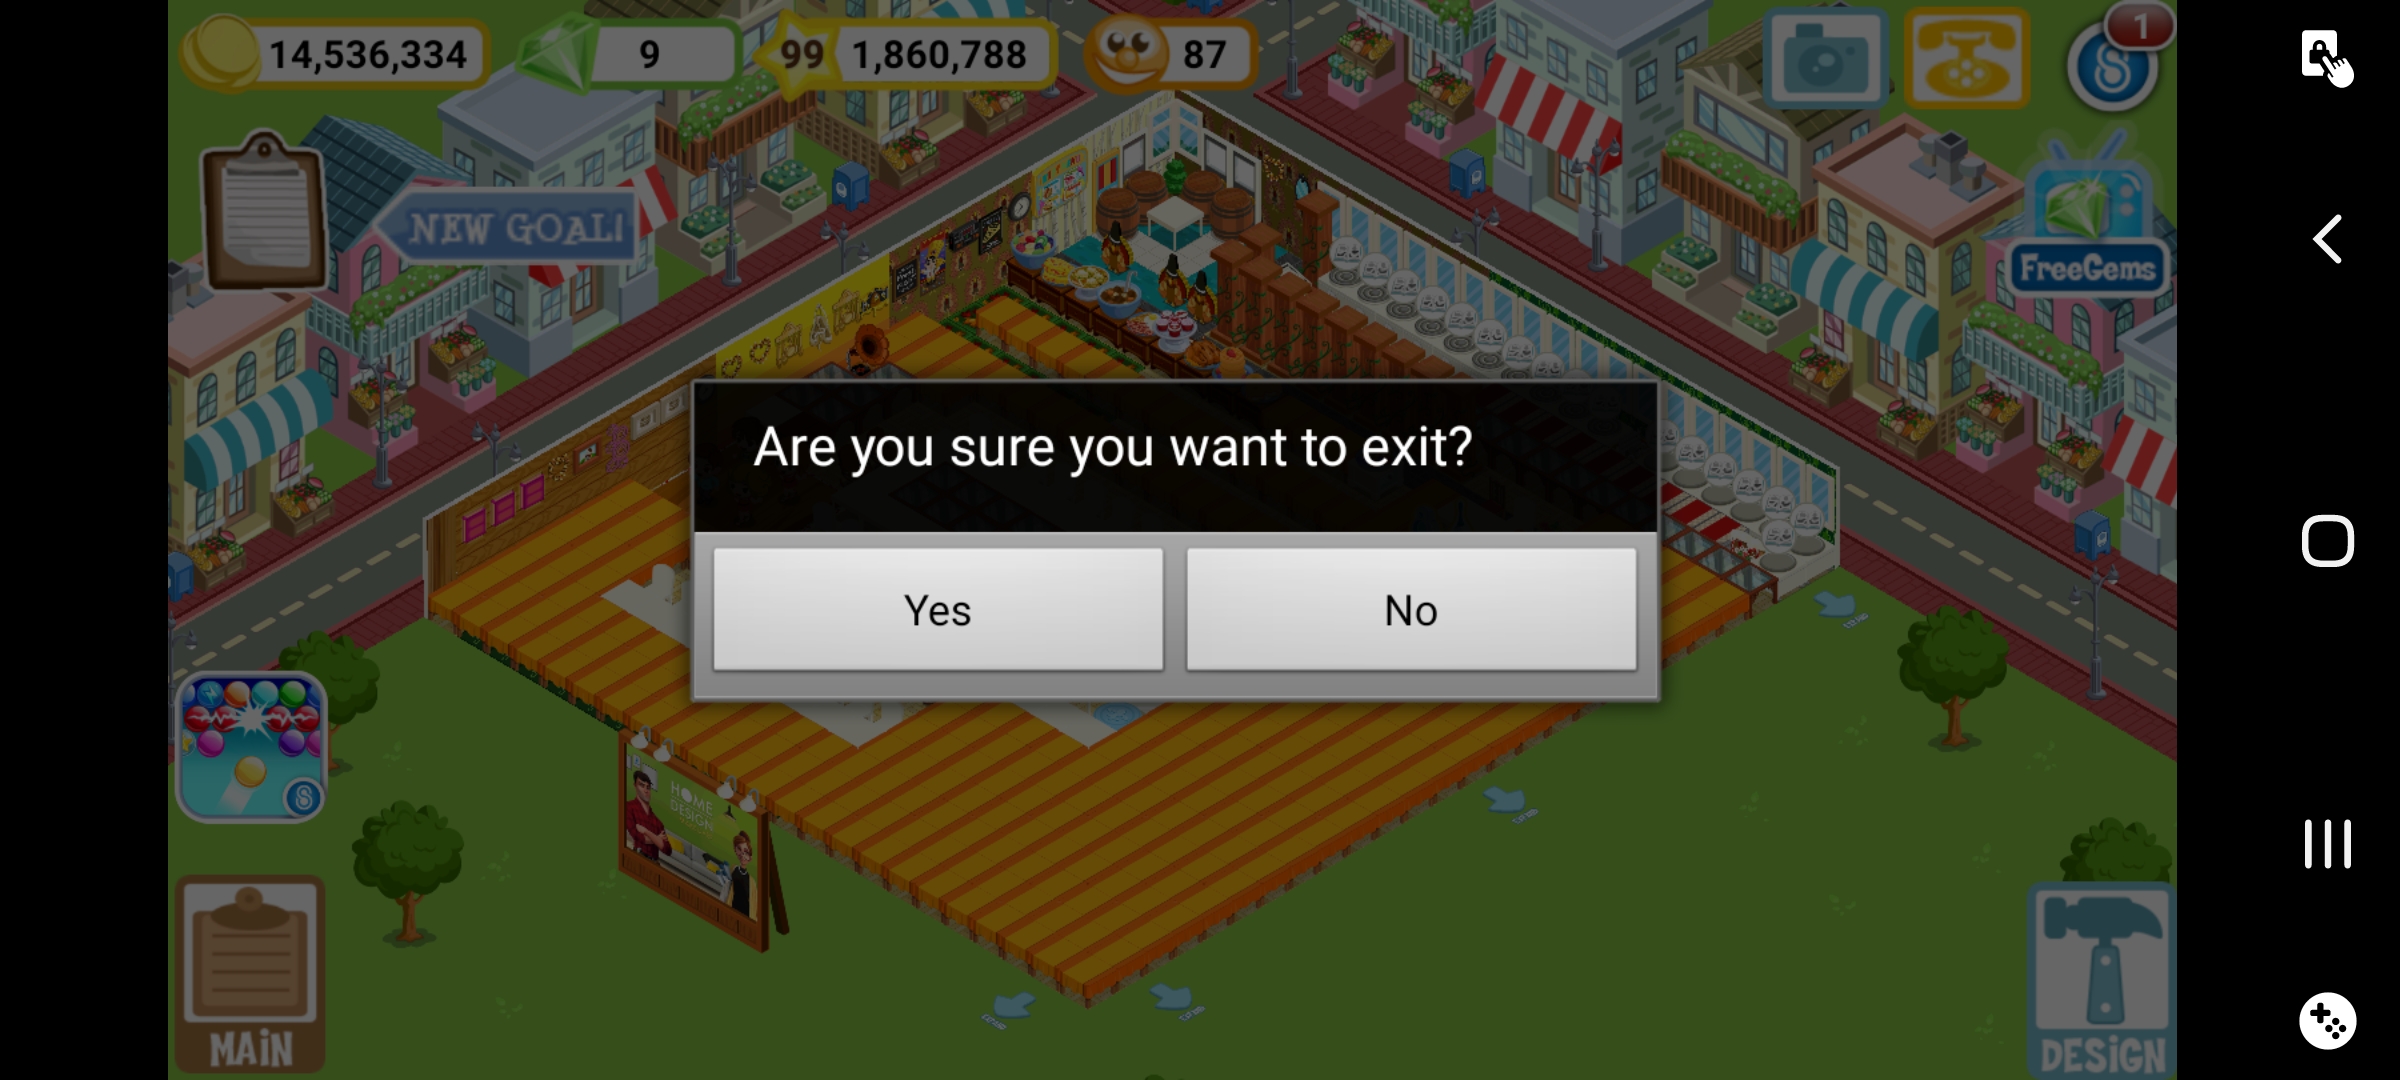 14,536,334
9
99
1,860,788
87
1
NEW GOAL!
FreeGems
Are you sure you want to exit?
Yes
No
HOME
DESIGN
MAIN
DESIGN